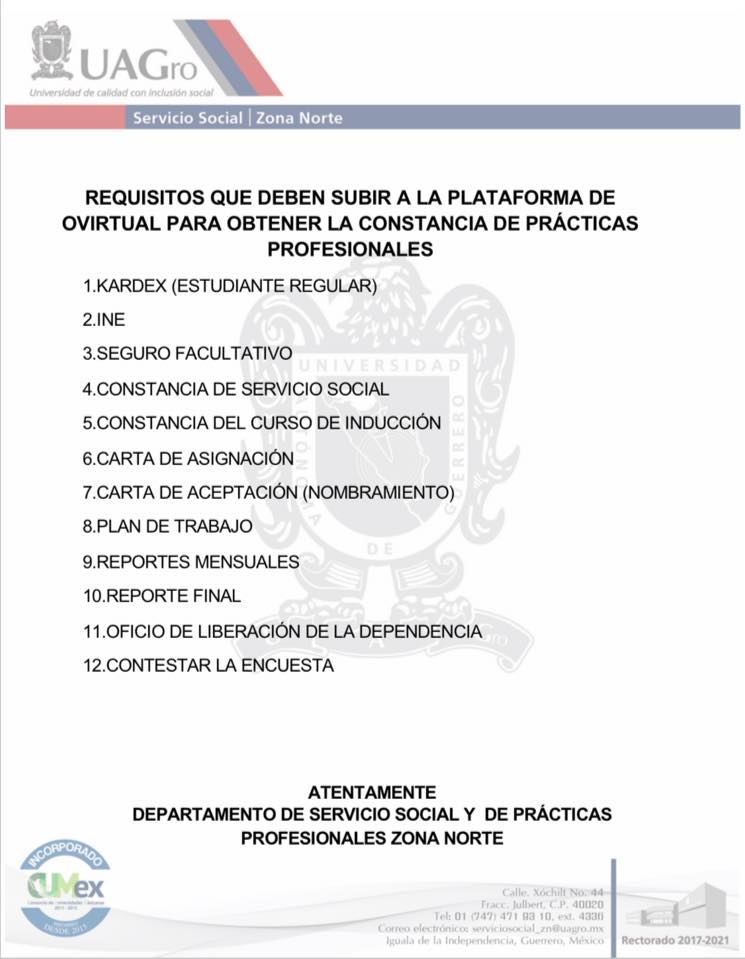 UAGro
Universidad de calidad con inclusión social
Servicio Social | Zona Norte
REQUISITOS QUE DEBEN SUBIR A LA PLATAFORMA DE
OVIRTUAL PARA OBTENER LA CONSTANCIA DE PRÁCTICAS
PROFESIONALES
1.KARDEX (ESTUDIANTE REGULAR)
2.INE
3.SEGURO FACULTATIVO
4.CONSTANCIA DE SERVICIO SOCIAL
5.CONSTANCIA DEL CURSO DE INDUCCIÓN
6.CARTA DE ASIGNACIÓN
7.CARTA DE ACEPTACIÓN (NOMBRAMIENTO)
8.PLAN DE TRABAJO
9.REPORTES MENSUALES
10.REPORTE FINAL
11.OFICIO DE LIBERACIÓN DE LA DEPENDENCIA
12.CONTESTAR LA ENCUESTA
UNIVERSIDAD
AUTONOMA
DE
GUERRERO
ATENTAMENTE
DEPARTAMENTO DE SERVICIO SOCIAL Y DE PRÁCTICAS
PROFESIONALES ZONA NORTE
INCORPORADO
CUMex
DESDE 2013
Calle. Xóchilt No. 44
Fracc. Julbert, C.P. 40020
Tel: 01 (747) 471 93 10, ext. 4336
Correo electrónico: serviciosocial_zn@uagro.mx
Iguala de la Independencia, Guerrero, México
Rectorado 2017-2021